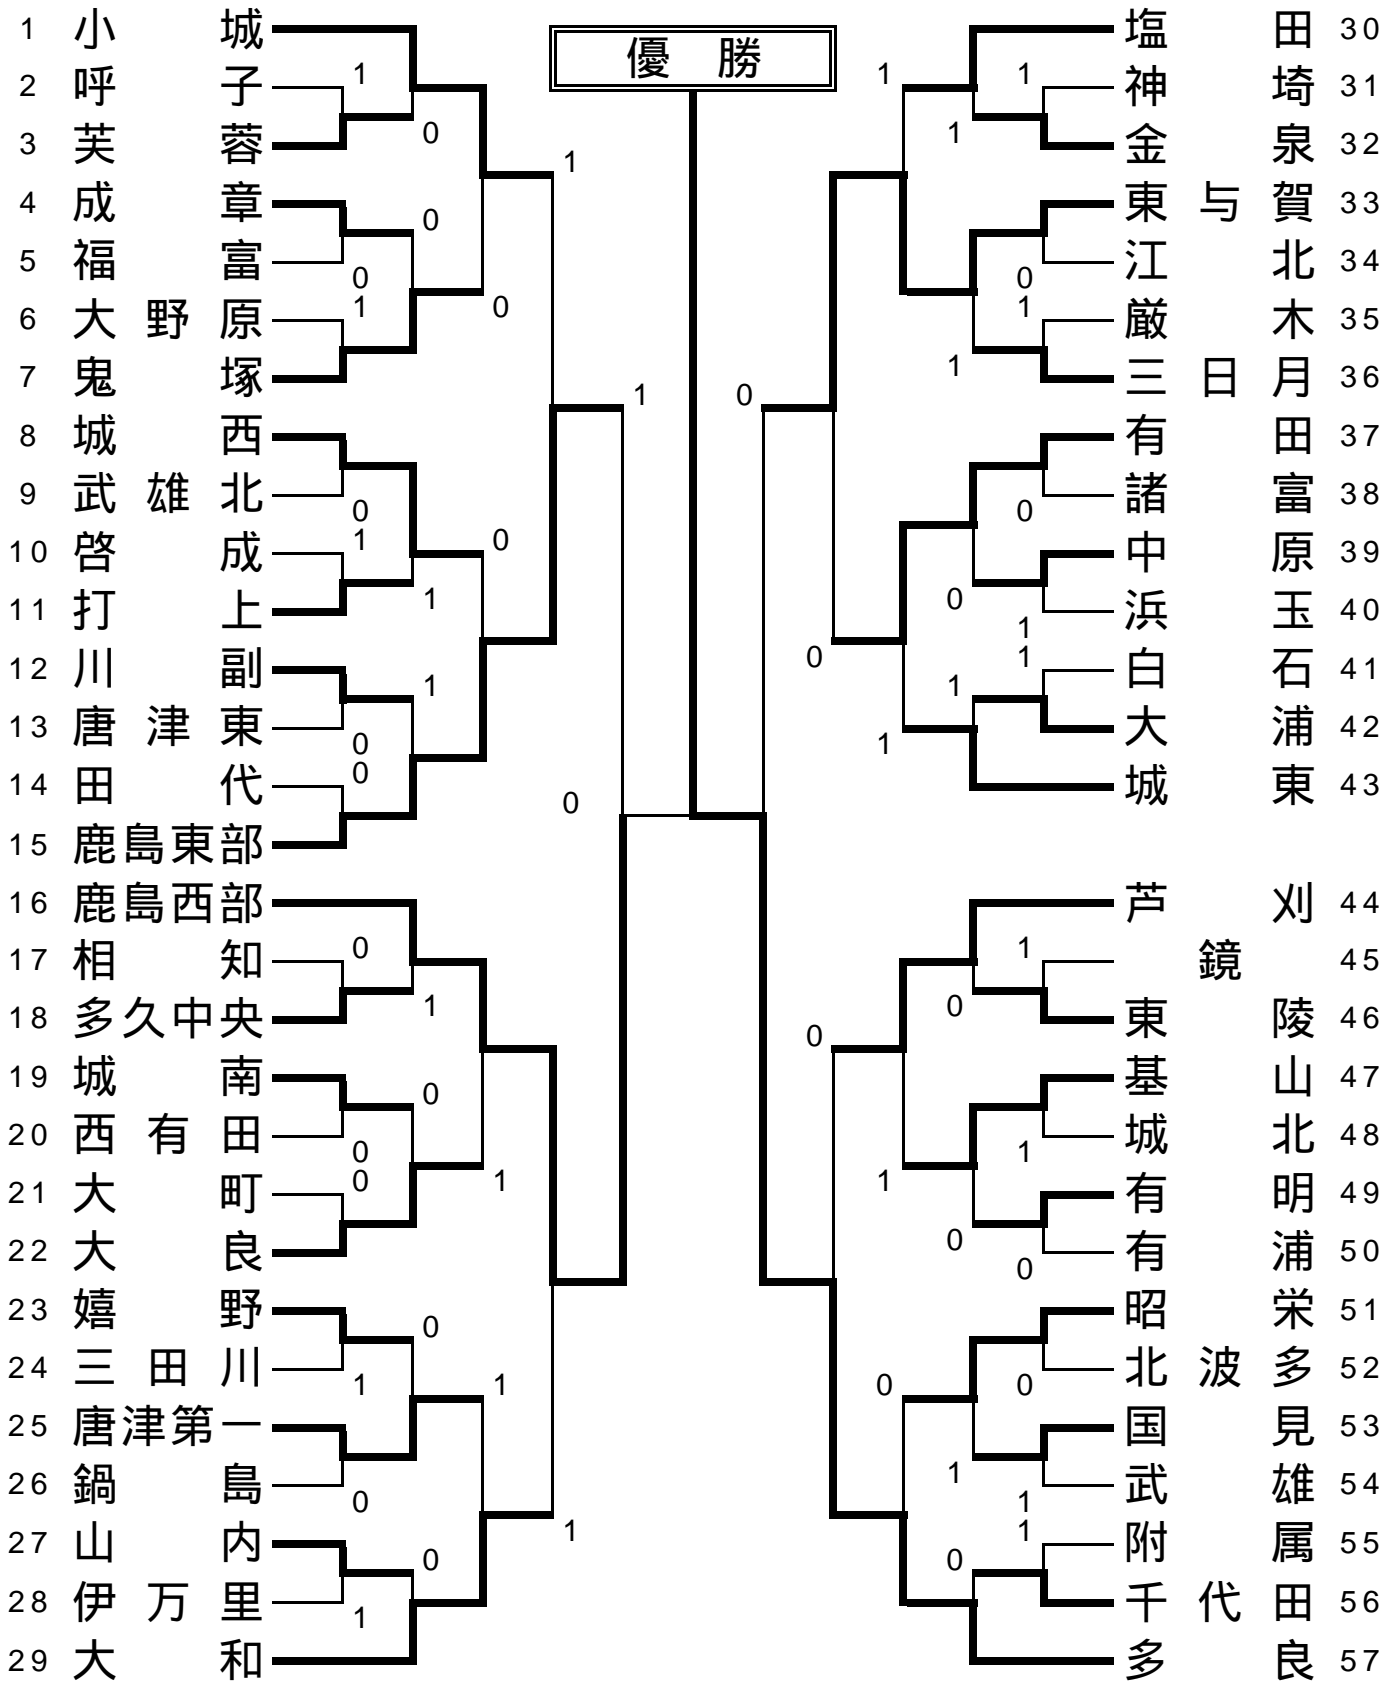 優 勝
1 小 城
2 呼 子
3 芙 蓉
4 成 章
5 福 富
6 大 野 原
7 鬼 塚
8 城 西
9 武 雄 北
10 啓 成
11 打 上
12 川 副
13 唐 津 東
14 田 代
15 鹿島東部
16 鹿島西部
17 相 知
18 多久中央
19 城 南
20 西 有 田
21 大 町
22 大 良
23 嬉 野
24 三 田 川
25 唐津第一
26 鍋 島
27 山 内
28 伊 万 里
29 大 和
1
0
1
0
0
1
0
1
0
1
0
1
1
0
0
0
0
1
0
0
0
1
0
1
1
0
0
1
1
塩 田 30
神 埼 31
金 泉 32
東 与 賀 33
江 北 34
厳 木 35
三 日 月 36
有 田 37
諸 富 38
中 原 39
浜 玉 40
白 石 41
大 浦 42
城 東 43
芦 刈 44
鏡 45
東 陵 46
基 山 47
城 北 48
有 明 49
有 浦 50
昭 栄 51
北 波 多 52
国 見 53
武 雄 54
附 属 55
千 代 田 56
多 良 57
1
1
1
0
1
1
0
0
0
1
0
1
1
1
1
0
0
1
1
0
0
0
0
1
1
0
1